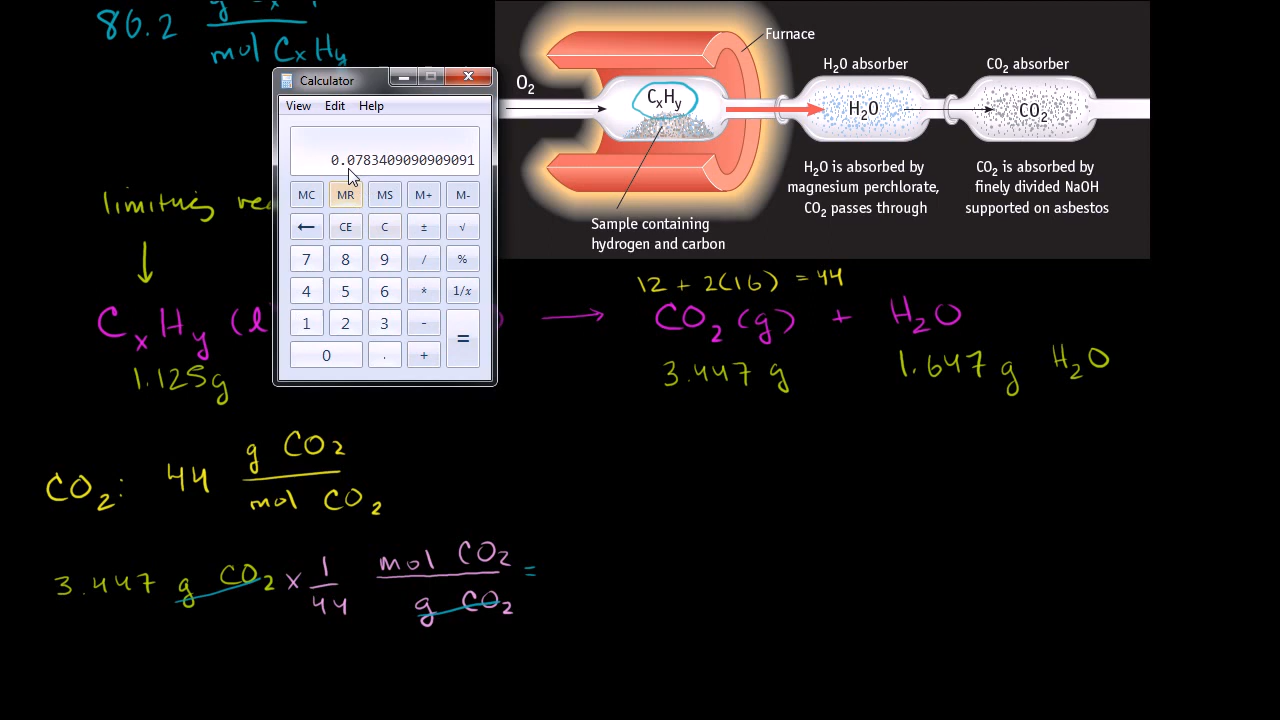 86.2
mol CxHy
Calculator
View Edit Help
0.0783409090909091
MC MR MS M+ M-
← CE C ± √
7 8 9 / %
4 5 6 * 1/x
1 2 3 - =
0 . +
Furnace
O₂
CxHy
H₂O absorber
H₂O
CO₂ absorber
CO₂
Sample containing
hydrogen and carbon
H₂O is absorbed by
magnesium perchlorate,
CO₂ passes through
CO₂ is absorbed by
finely divided NaOH
supported on asbestos
limiting
↓
12 + 2(16) = 44
CxHy (l ) → CO₂(g) + H₂O
1.125g 3.447 g 1.647 g H₂O
CO₂: 44 g CO₂
mol CO₂
3.447 g CO₂ × 1/44 mol CO₂ =
g CO₂